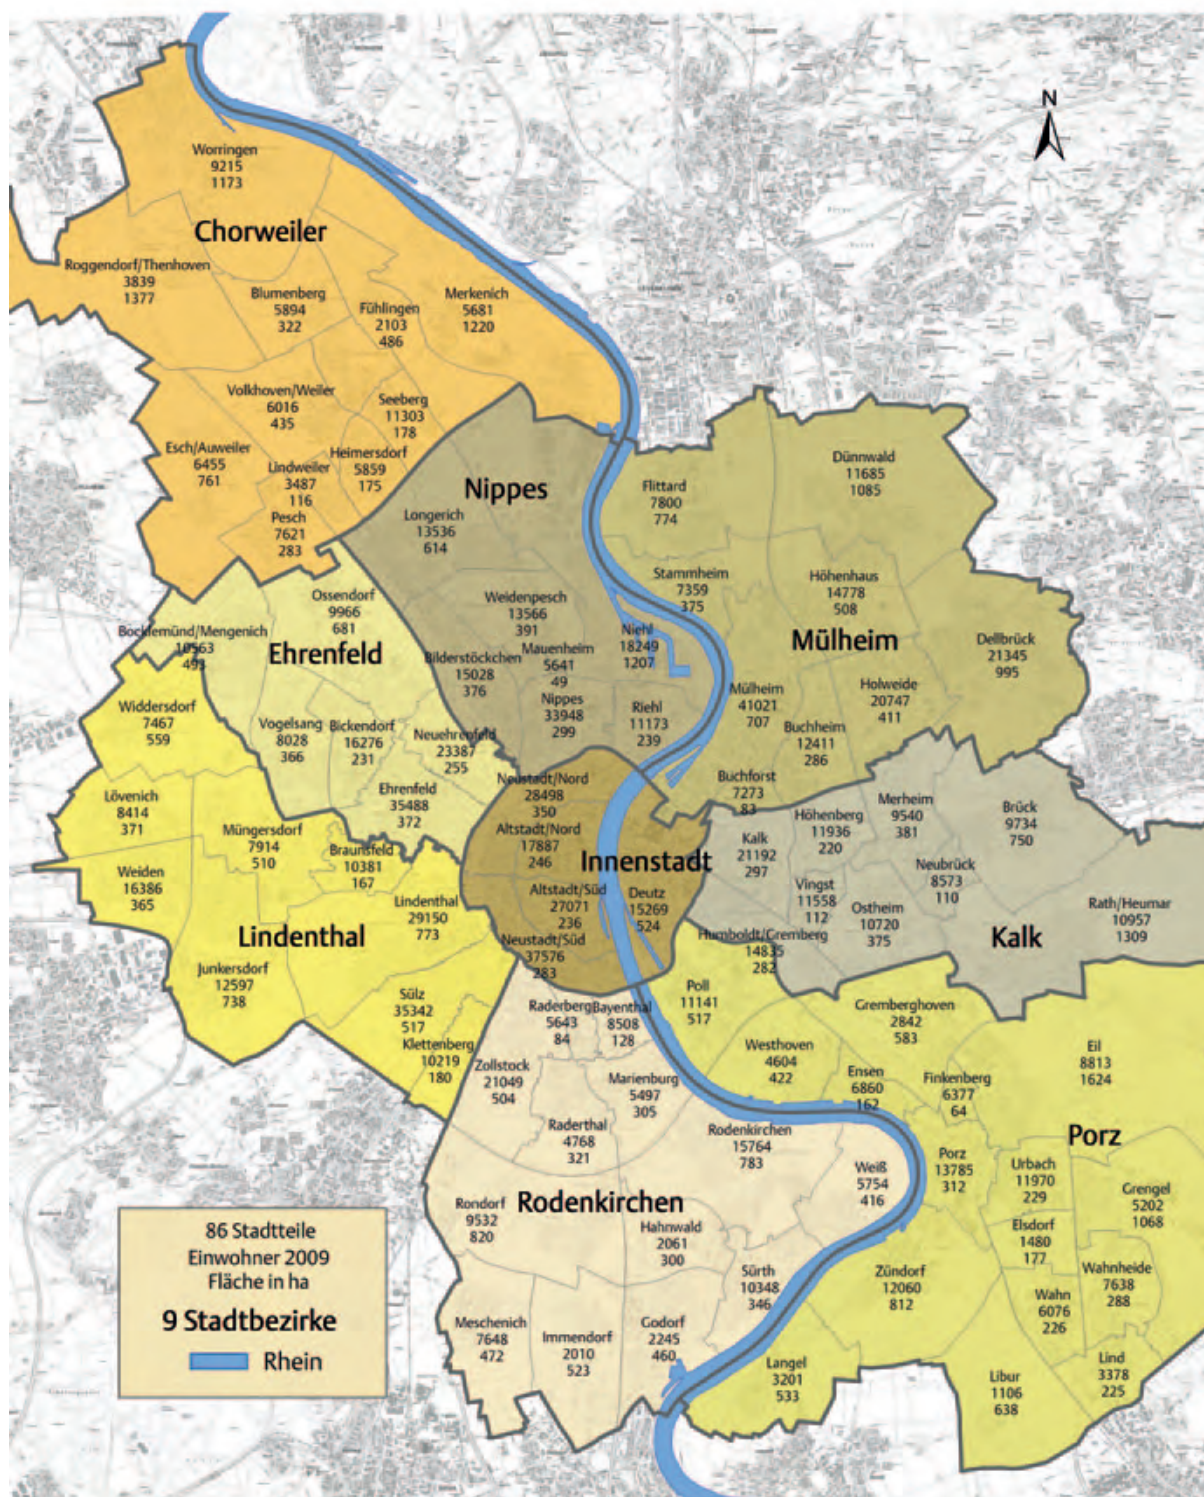 N
Worringen
9215
1173
Chorweiler
Roggendorf/Thenhoven
3839
1377
Blumenberg
5894
322
Fühlingen
2103
486
Merkenich
5681
1220
Volkhoven/Weiler
6016
435
Seeberg
11303
178
Esch/Auweiler
6455
761
Lindweiler
3487
116
Heimersdorf
5859
175
Pesch
7621
283
Nippes
Longerich
13536
614
Weidenpesch
13566
391
Niehl
18249
1207
Mauenheim
5641
49
Bilderstöckchen
15028
376
Nippes
33948
299
Riehl
11173
239
Flittard
7800
774
Dünnwald
11685
1085
Stammheim
7359
375
Höhenhaus
14778
508
Mülheim
Dellbrück
21345
995
Mülheim
41021
707
Holweide
20747
411
Buchheim
12411
286
Buchforst
7273
83
Ossendorf
9966
681
Bocklemünd/Mengenich
10563
493
Ehrenfeld
Vogelsang
8028
366
Bickendorf
16276
231
Neuehrenfeld
23387
255
Ehrenfeld
35488
372
Widdersdorf
7467
559
Lövenich
8414
371
Müngersdorf
7914
510
Braunsfeld
10381
167
Weiden
16386
365
Lindenthal
29150
773
Lindenthal
Junkersdorf
12597
738
Sülz
35342
517
Klettenberg
10219
180
Neustadt/Nord
28498
350
Altstadt/Nord
17887
246
Innenstadt
Altstadt/Süd
27071
236
Deutz
15269
524
Neustadt/Süd
37576
283
Kalk
21192
297
Höhenberg
11936
220
Merheim
9540
381
Brück
9734
750
Vingst
11558
112
Neubrück
8573
110
Ostheim
10720
375
Rath/Heumar
10957
1309
Kalk
Humboldt/Gremberg
14835
282
Raderberg
5643
84
Bayenthal
8508
128
Zollstock
21049
504
Marienburg
5497
305
Raderthal
4768
321
Rodenkirchen
15764
783
Weiß
5754
416
Rodenkirchen
Rondorf
9532
820
Hahnwald
2061
300
Sürth
10348
346
Meschenich
7648
472
Immendorf
2010
523
Godorf
2245
460
Poll
11141
517
Gremberghoven
2842
583
Westhoven
4604
422
Ensen
6860
162
Finkenberg
6377
64
Eil
8813
1624
Porz
Porz
13785
312
Urbach
11970
229
Grengel
5202
1068
Elsdorf
1480
177
Wahnheide
7638
288
Zündorf
12060
812
Wahn
6076
226
Langel
3201
533
Libur
1106
638
Lind
3378
225
86 Stadtteile
Einwohner 2009
Fläche in ha
9 Stadtbezirke
Rhein